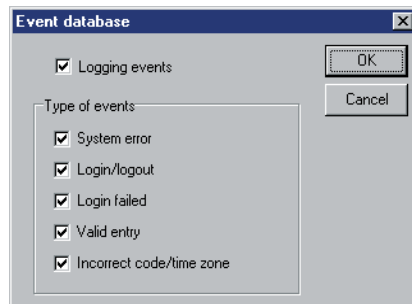 Event database
Logging events
OK
Cancel
Type of events
System error
Login/logout
Login failed
Valid entry
Incorrect code/time zone